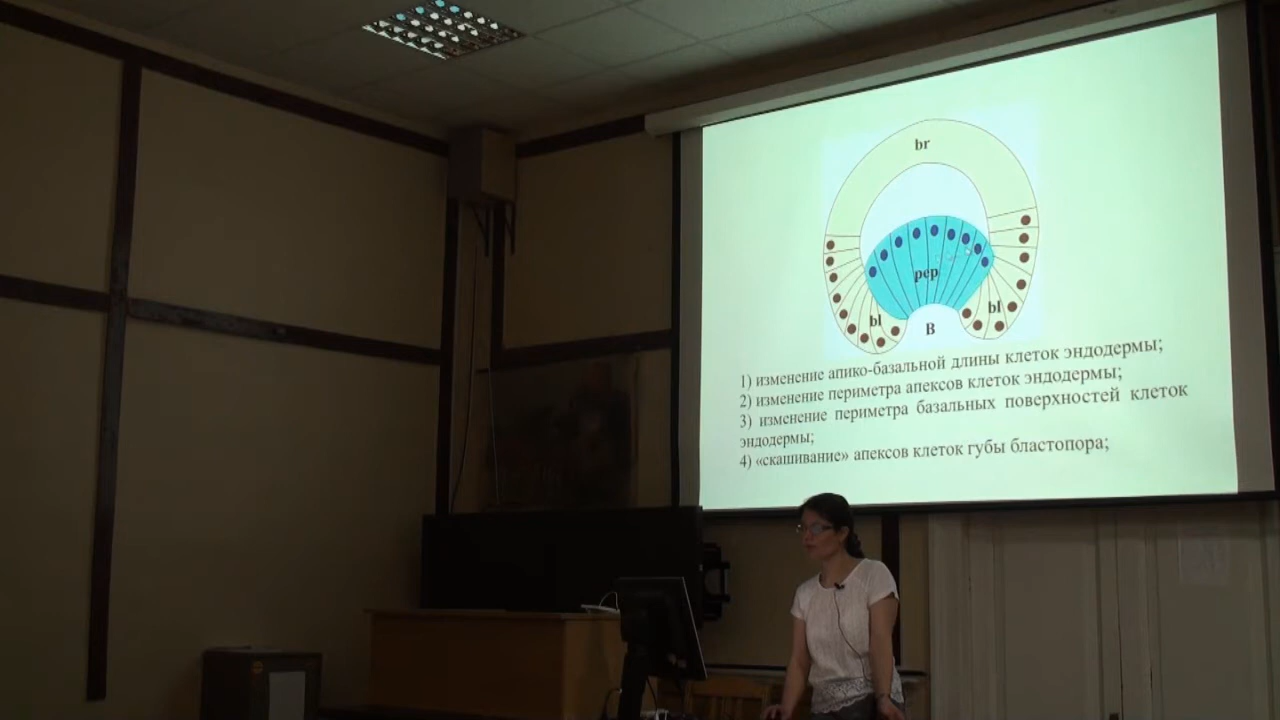 br
pep
bl
bl
B
1) изменение апико-базальной длины клеток эндодермы;
2) изменение периметра апексов клеток эндодермы;
3) изменение периметра базальных поверхностей клеток
эндодермы;
4) «скашивание» апексов клеток губы бластопора;